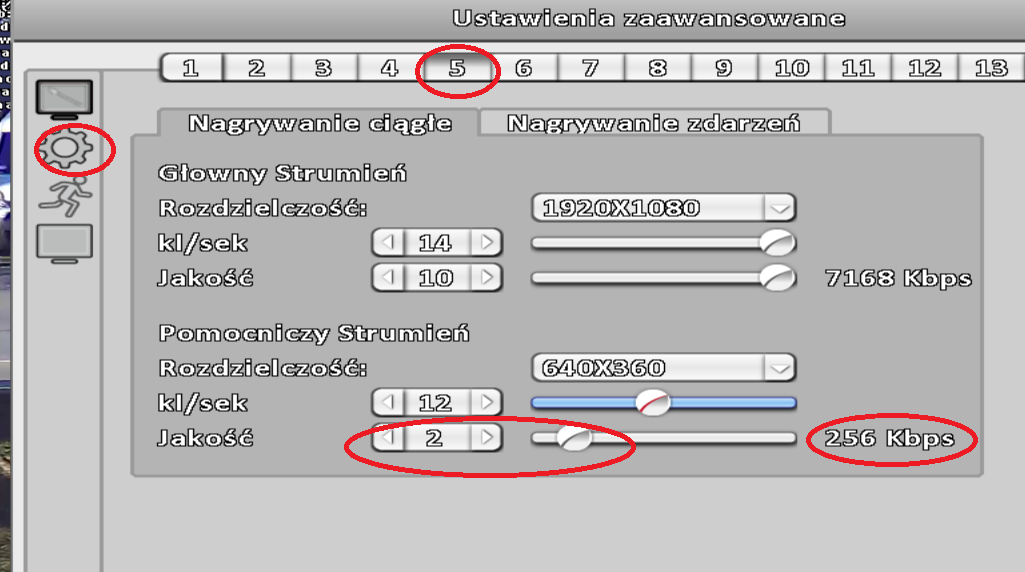 Ustawienia zaawansowane
1 2 3 4 5 6 7 8 9 10 11 12 13
Nagrywanie ciągłe Nagrywanie zdarzeń
Głowny Strumień
Rozdzielczość: 1920X1080
kl/sek 14
Jakość 10 7168 Kbps
Pomocniczy Strumień
Rozdzielczość: 640X360
kl/sek 12
Jakość 2 256 Kbps